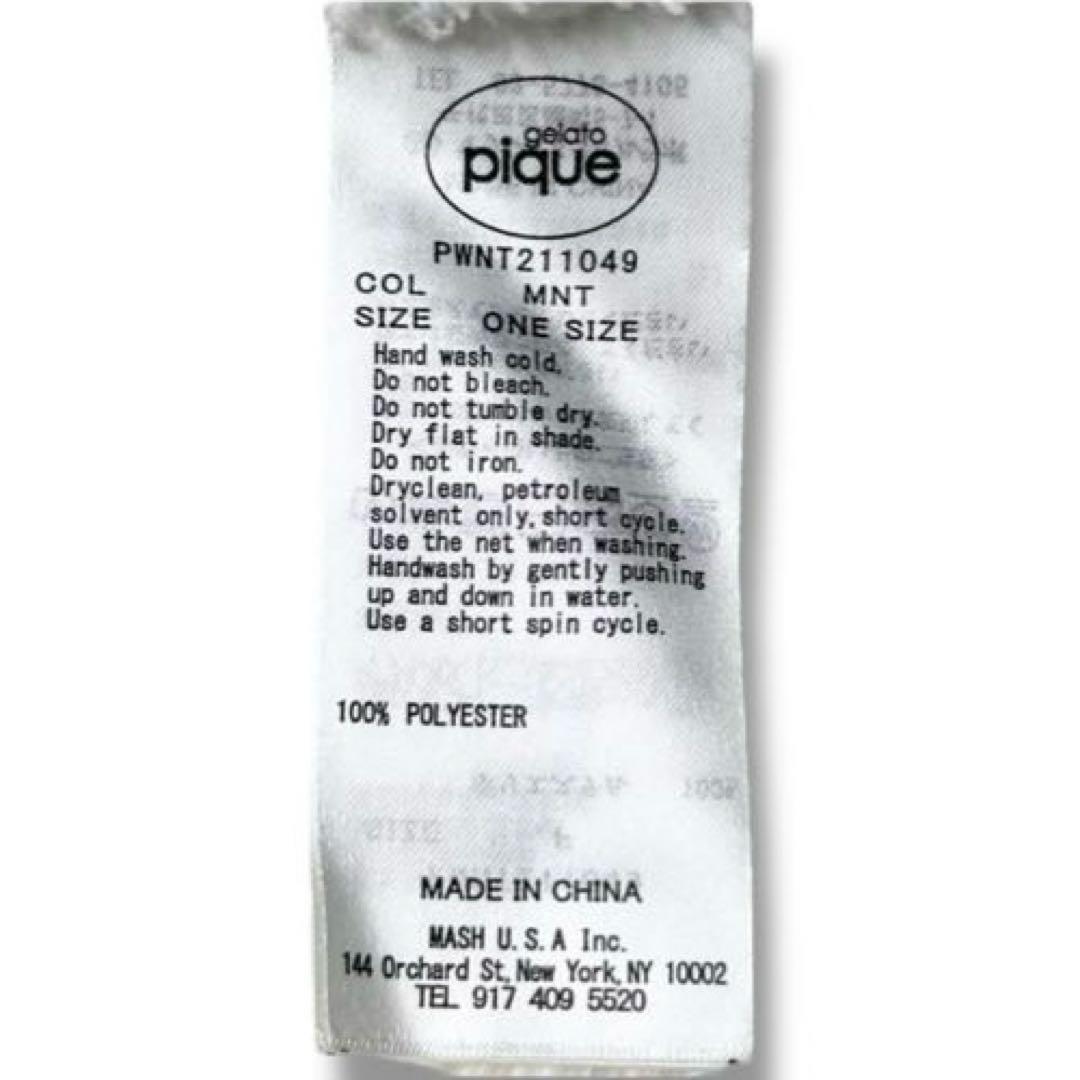 gelato
pique
PWNT211049
COL MNT
SIZE ONE SIZE
Hand wash cold.
Do not bleach.
Do not tumble dry.
Dry flat in shade.
Do not iron.
Dryclean, petroleum
solvent only, short cycle.
Use the net when washing.
Handwash by gently pushing
up and down in water.
Use a short spin cycle.
100% POLYESTER
MADE IN CHINA
MASH U.S.A Inc.
144 Orchard St, New York, NY 10002
TEL 917 409 5520